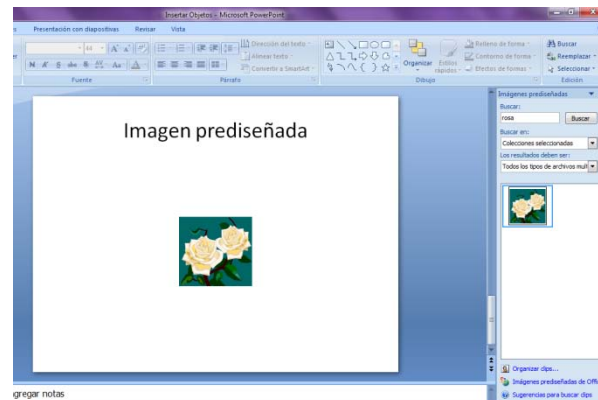 Insertar Objetos - Microsoft PowerPoint
Presentación con diapositivas Revisar Vista
Dirección del texto
Alinear texto
Convertir a SmartArt
Organizar
Estilos rápidos
Relleno de forma
Contorno de forma
Efectos de formas
Buscar
Reemplazar
Seleccionar
Fuente Párrafo Dibujo Edición
Imagen prediseñada
Imágenes prediseñadas
Buscar:
rosa Buscar
Buscar en:
Colecciones seleccionadas
Los resultados deben ser:
Todos los tipos de archivos mult
Organizar clips...
Imágenes prediseñadas de Offi
Sugerencias para buscar clips
gregar notas